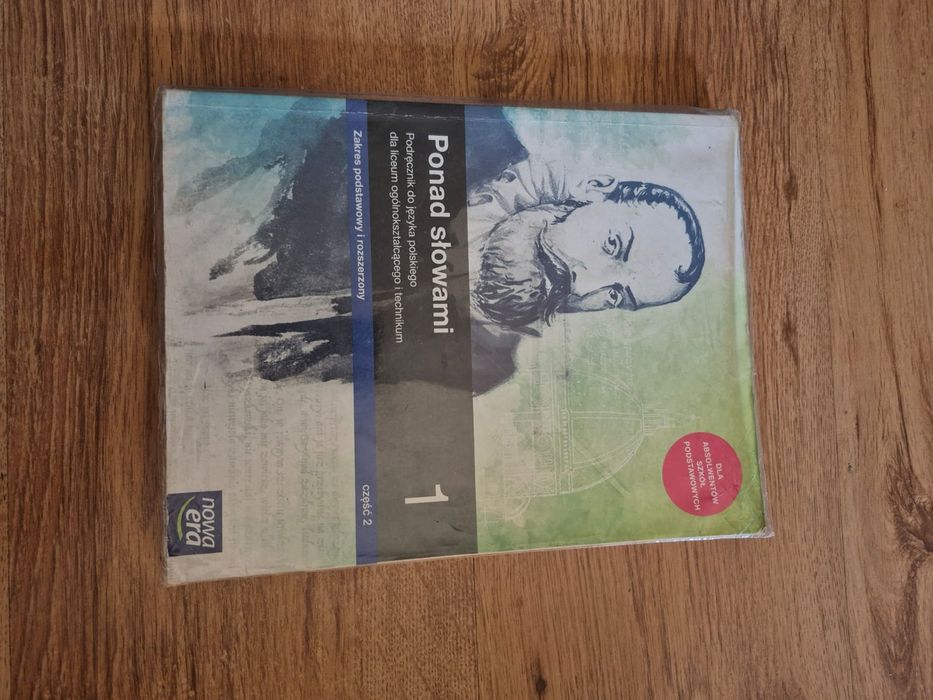 DLA
ABSOLWENTÓW
SZKÓŁ
PODSTAWOWYCH
Ponad słowami
1
Podręcznik do języka polskiego
dla liceum ogólnokształcącego i technikum
Zakres podstawowy i rozszerzony
część 2
nowa
era